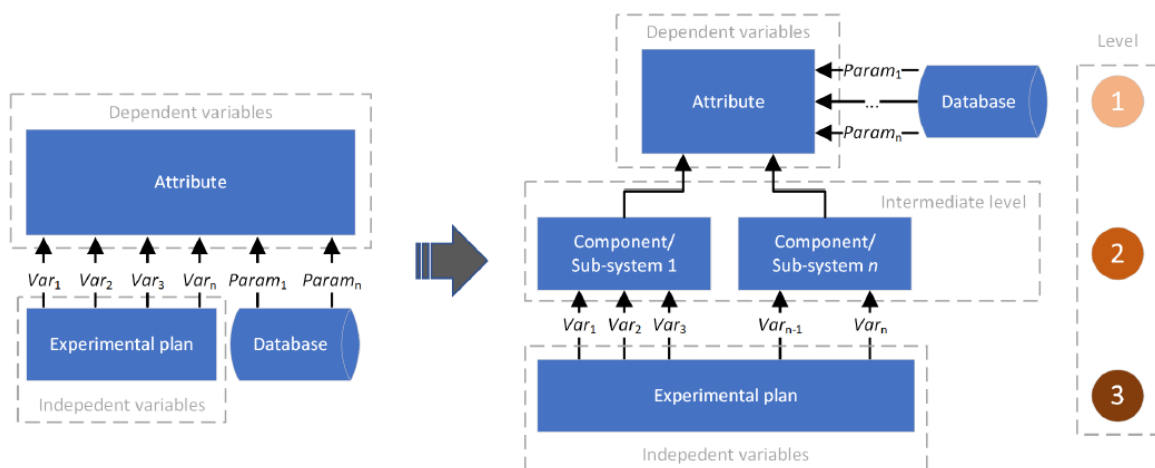 Dependent variables
Attribute
Var1 Var2 Var3 Varn Param1 Paramn
Experimental plan
Database
Indepedent variables
Dependent variables
Attribute
Param1
...
Paramn
Database
Intermediate level
Component/
Sub-system 1
Component/
Sub-system n
Var1 Var2 Var3 Varn-1 Varn
Experimental plan
Indepedent variables
Level
1
2
3